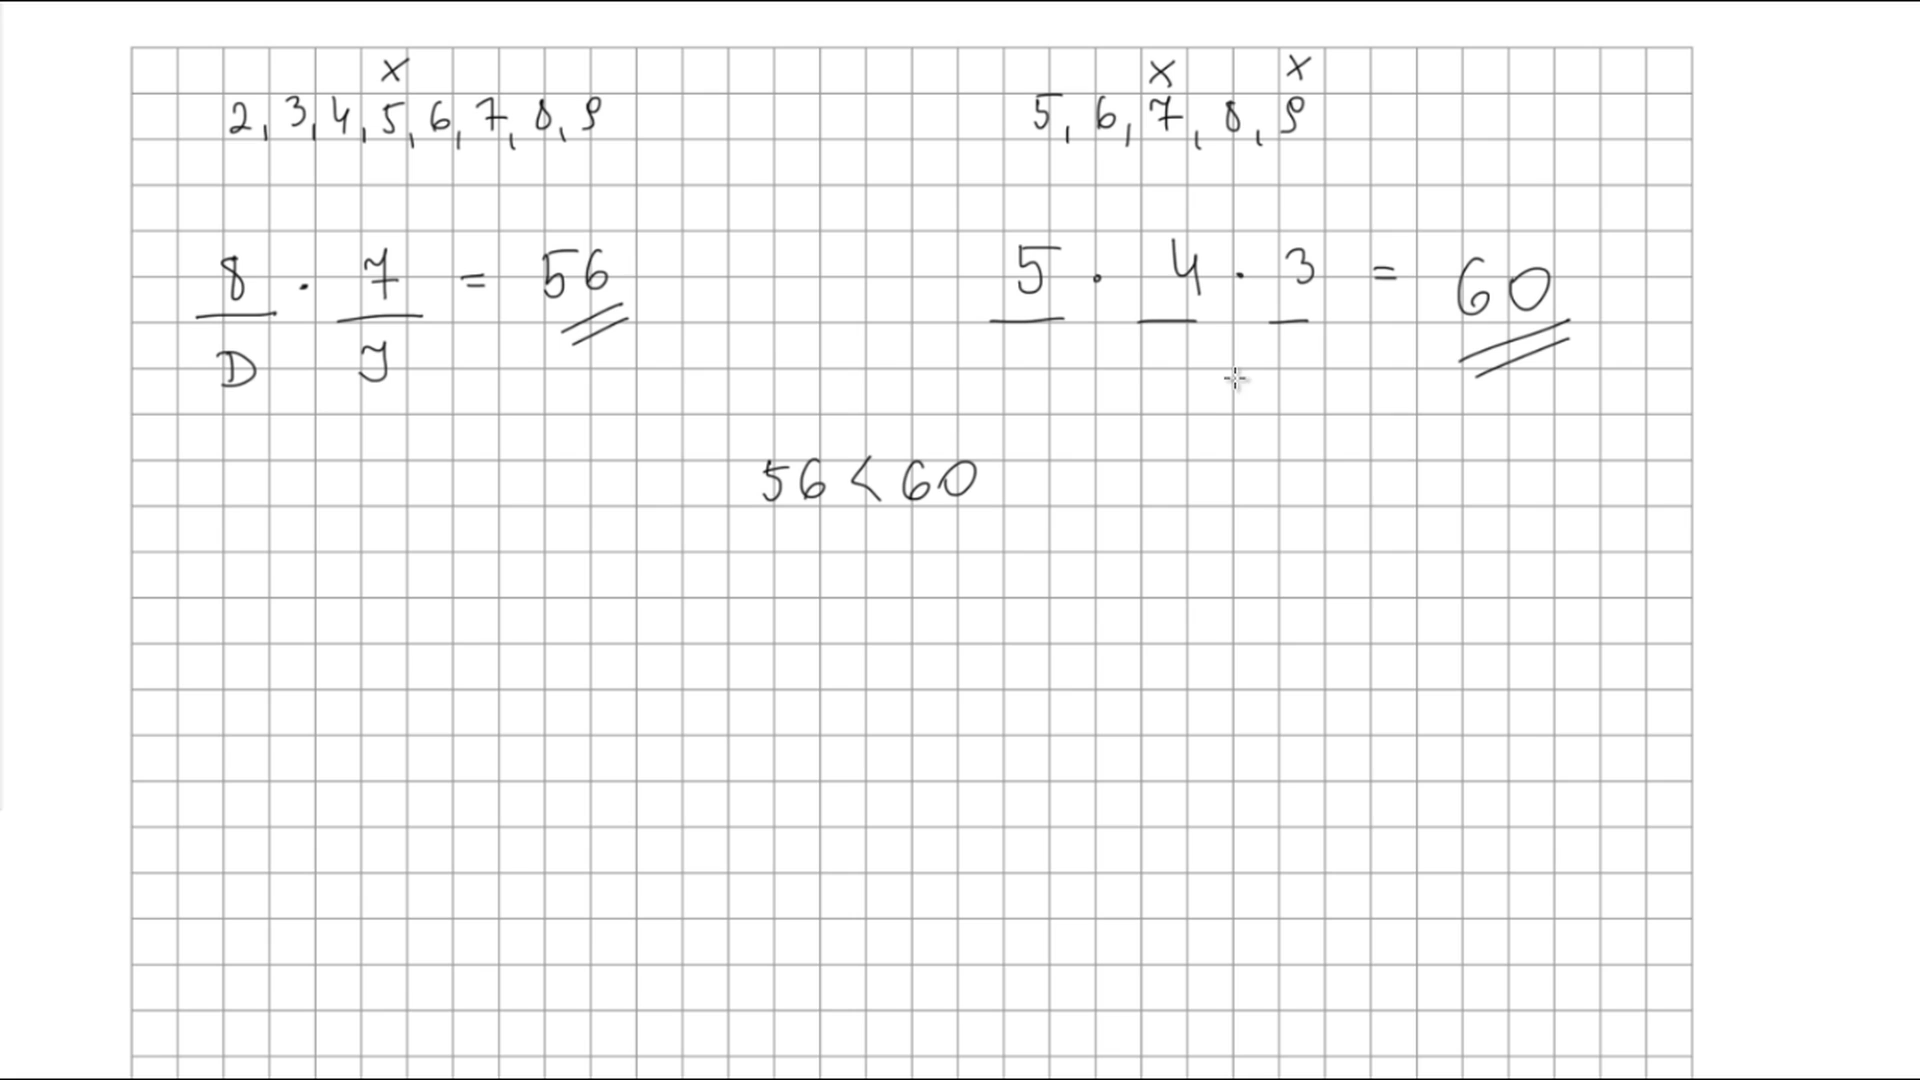 x
2, 3, 4, 5, 6, 7, 8, 9
8 · 7 = 56
D J
x x
5, 6, 7, 8, 9
5 · 4 · 3 = 60
56 < 60